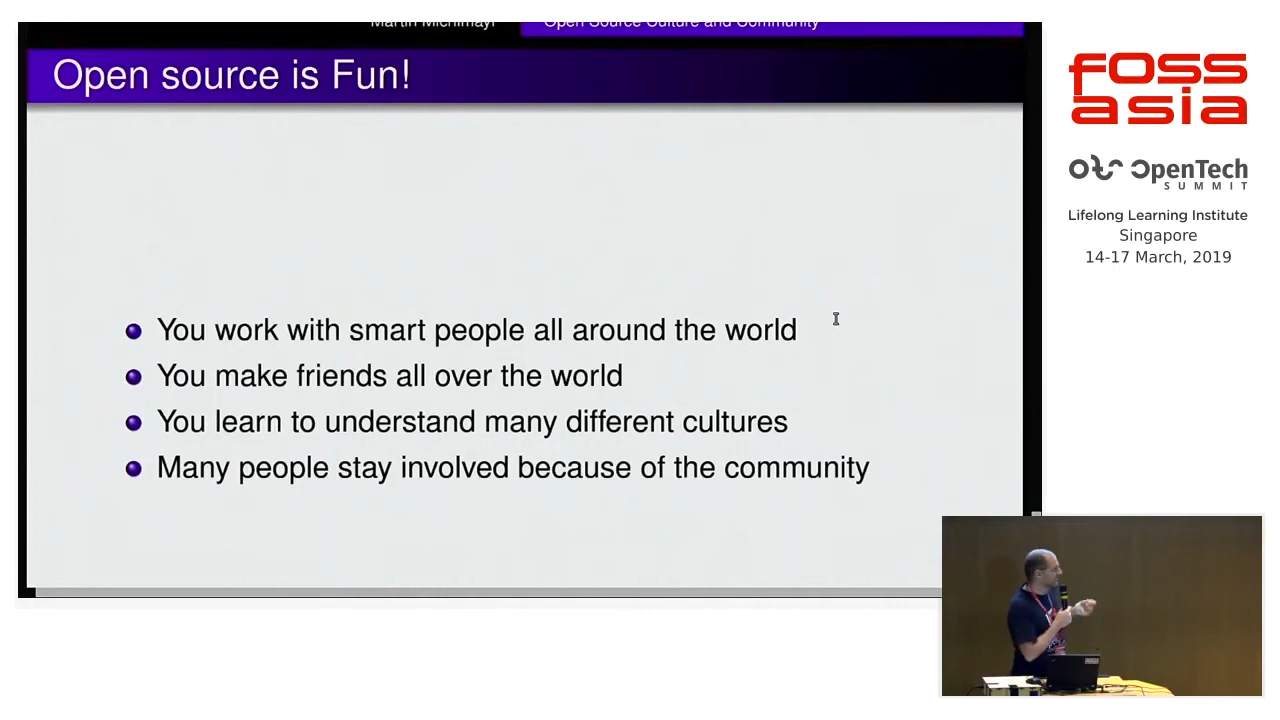 Martin Michlmayr
Open Source Culture and Community
Open source is Fun!
You work with smart people all around the world
You make friends all over the world
You learn to understand many different cultures
Many people stay involved because of the community
FOSS
asia
OpenTech
SUMMIT
Lifelong Learning Institute
Singapore
14-17 March, 2019